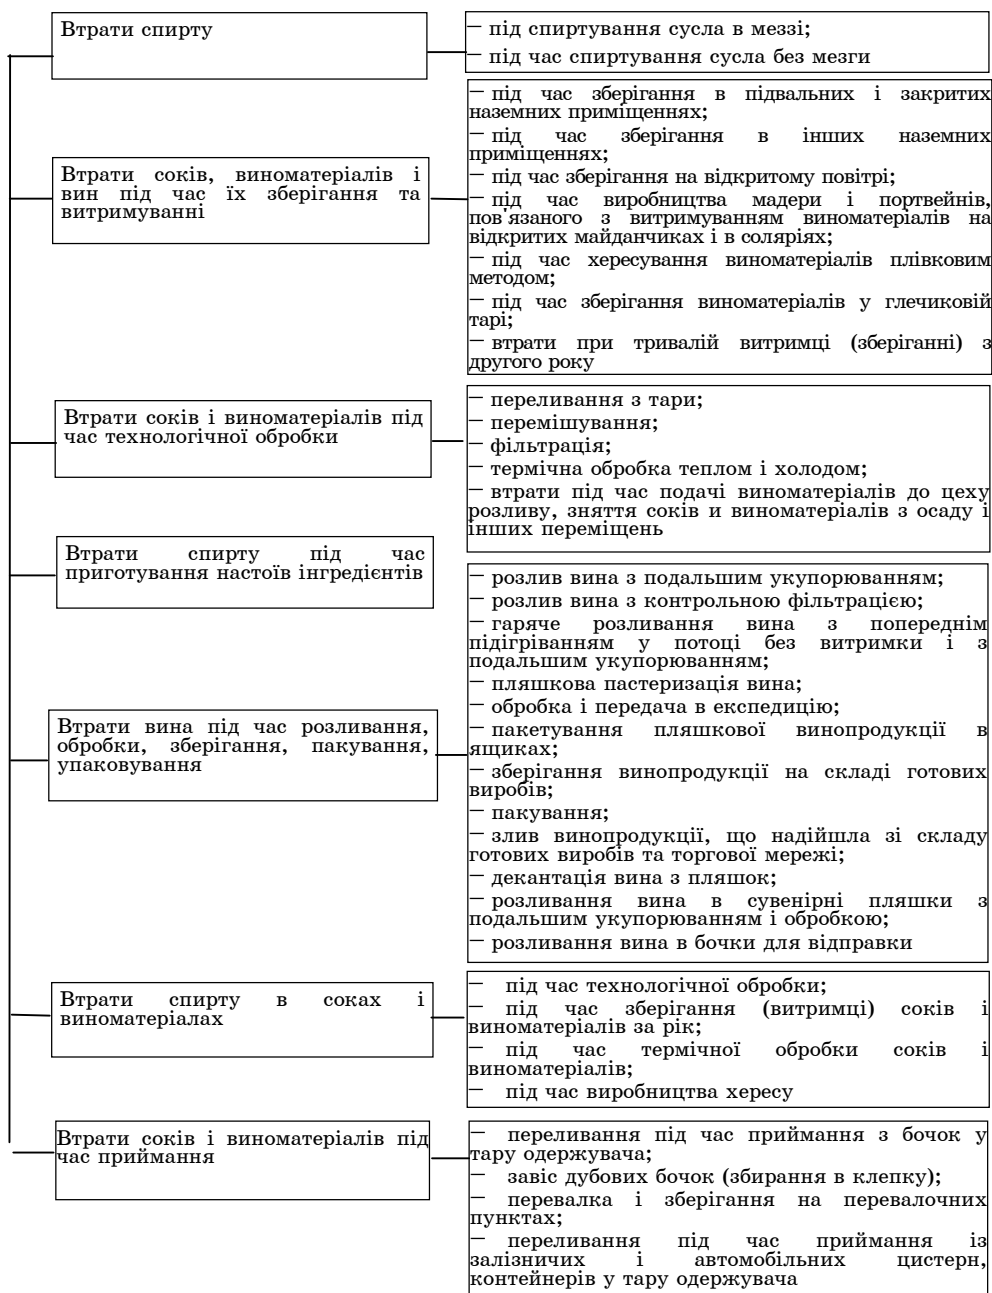 Втрати спирту
— під спиртування сусла в меззі;
— під час спиртування сусла без мезги
Втрати соків, виноматеріалів і
вин під час їх зберігання та
витримуванні
— під час зберігання в підвальних і закритих
наземних приміщеннях;
— під час зберігання в інших наземних
приміщеннях;
— під час зберігання на відкритому повітрі;
— під час виробництва мадери і портвейнів,
пов'язаного з витримуванням виноматеріалів на
відкритих майданчиках і в соляріях;
— під час хересування виноматеріалів плівковим
методом;
— під час зберігання виноматеріалів у глечиковій
тарі;
— втрати при тривалій витримці (зберіганні) з
другого року
Втрати соків і виноматеріалів під
час технологічної обробки
— переливання з тари;
— перемішування;
— фільтрація;
— термічна обробка теплом і холодом;
— втрати під час подачі виноматеріалів до цеху
розливу, зняття соків и виноматеріалів з осаду і
інших переміщень
Втрати спирту під час
приготування настоїв інгредієнтів
Втрати вина під час розливання,
обробки, зберігання, пакування,
упаковування
— розлив вина з подальшим укупорюванням;
— розлив вина з контрольною фільтрацією;
— гаряче розливання вина з попереднім
підігріванням у потоці без витримки і з
подальшим укупорюванням;
— пляшкова пастеризація вина;
— обробка і передача в експедицію;
— пакетування пляшкової винопродукції в
ящиках;
— зберігання винопродукції на складі готових
виробів;
— пакування;
— злив винопродукції, що надійшла зі складу
готових виробів та торгової мережі;
— декантація вина з пляшок;
— розливання вина в сувенірні пляшки з
подальшим укупорюванням і обробкою;
— розливання вина в бочки для відправки
Втрати спирту в соках і
виноматеріалах
— під час технологічної обробки;
— під час зберігання (витримці) соків і
виноматеріалів за рік;
— під час термічної обробки соків і
виноматеріалів;
— під час виробництва хересу
Втрати соків і виноматеріалів під
час приймання
— переливання під час приймання з бочок у
тару одержувача;
— завіс дубових бочок (збирання в клепку);
— перевалка і зберігання на перевалочних
пунктах;
— переливання під час приймання із
залізничих і автомобільних цистерн,
контейнерів у тару одержувача